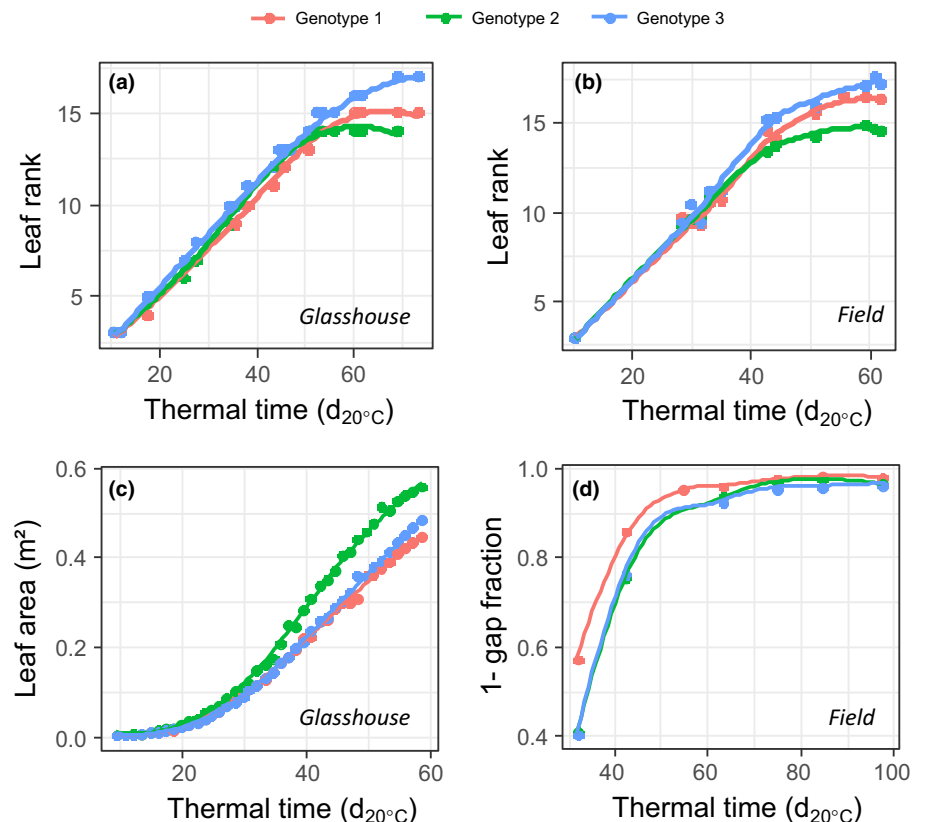 Genotype 1 Genotype 2 Genotype 3
(a)
Leaf rank
15
10
5
Glasshouse
20 40 60
Thermal time (d20°C)
(b)
Leaf rank
15
10
5
Field
20 40 60
Thermal time (d20°C)
(c)
Leaf area (m²)
0.6
0.4
0.2
0.0
Glasshouse
20 40 60
Thermal time (d20°C)
(d)
1- gap fraction
1.0
0.8
0.6
0.4
Field
40 60 80 100
Thermal time (d20°C)